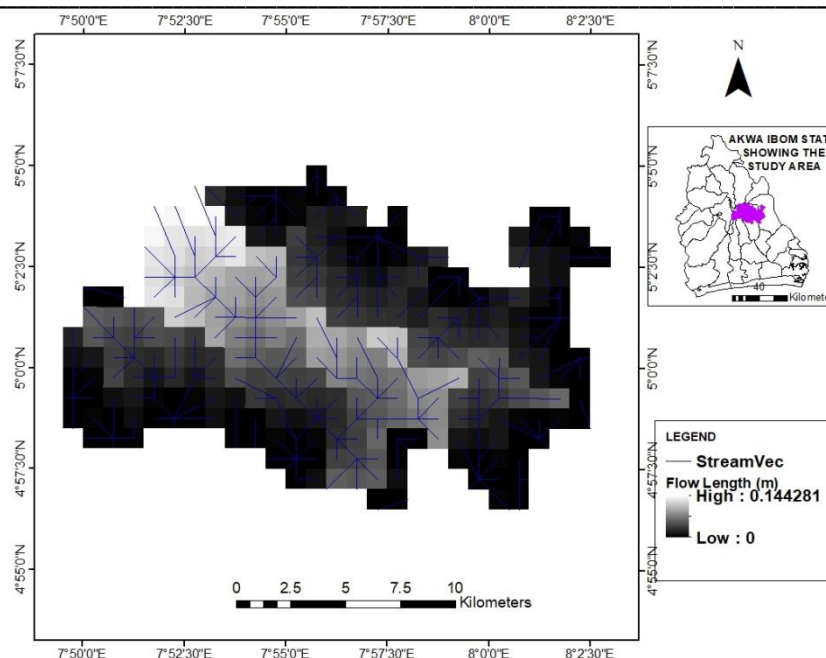 7°50'0"E 7°52'30"E 7°55'0"E 7°57'30"E 8°0'0"E 8°2'30"E
5°7'30"N
5°5'0"N
5°2'30"N
5°0'0"N
4°57'30"N
4°55'0"N
5°7'30"N
5°5'0"N
5°2'30"N
5°0'0"N
4°57'30"N
4°55'0"N
N
AKWA IBOM STAT
SHOWING THE
STUDY AREA
40
Kilomete
LEGEND
StreamVec
Flow Length (m)
High : 0.144281
Low : 0
0 2.5 5 7.5 10
Kilometers
7°50'0"E 7°52'30"E 7°55'0"E 7°57'30"E 8°0'0"E 8°2'30"E